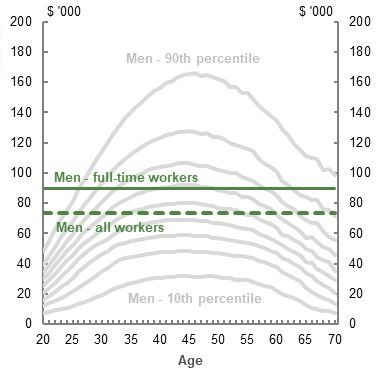 $ '000 $ '000
200 200
180 180
Men - 90th percentile
160 160
140 140
120 120
100 100
Men - full-time workers
80 80
Men - all workers
60 60
40 40
20 20
Men - 10th percentile
0 0
20 25 30 35 40 45 50 55 60 65 70
Age